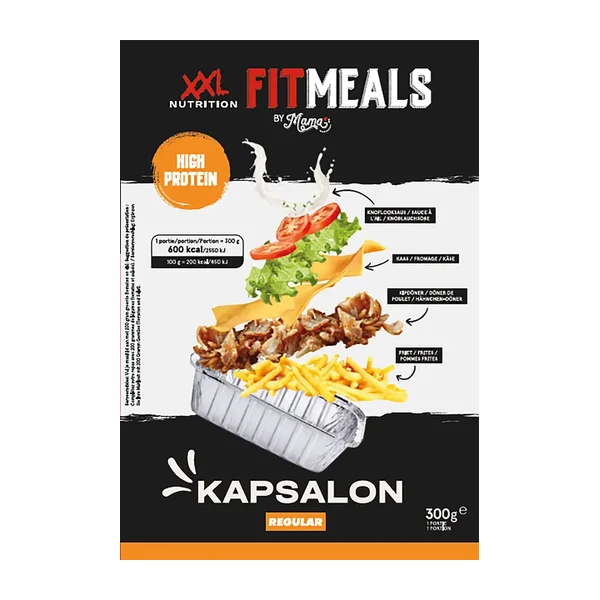 XXL
NUTRITION
FITMEALS
BY Mama's
HIGH
PROTEIN
KNOFLOOKSAUS / SAUCE À
L'AIL / KNOBLAUCHSOßE
1 portie/portion/Portion = 300 g
600 kcal/2550 kJ
100 g = 200 kcal/850 kJ
KAAS / FROMAGE / KÄSE
KIPDÖNER / DÖNER DE
POULET / HÄHNCHEN-DÖNER
FRIET / FRITES /
POMMES FRITES
KAPSALON
REGULAR
300g e
1 PORTIE
1 PORTION